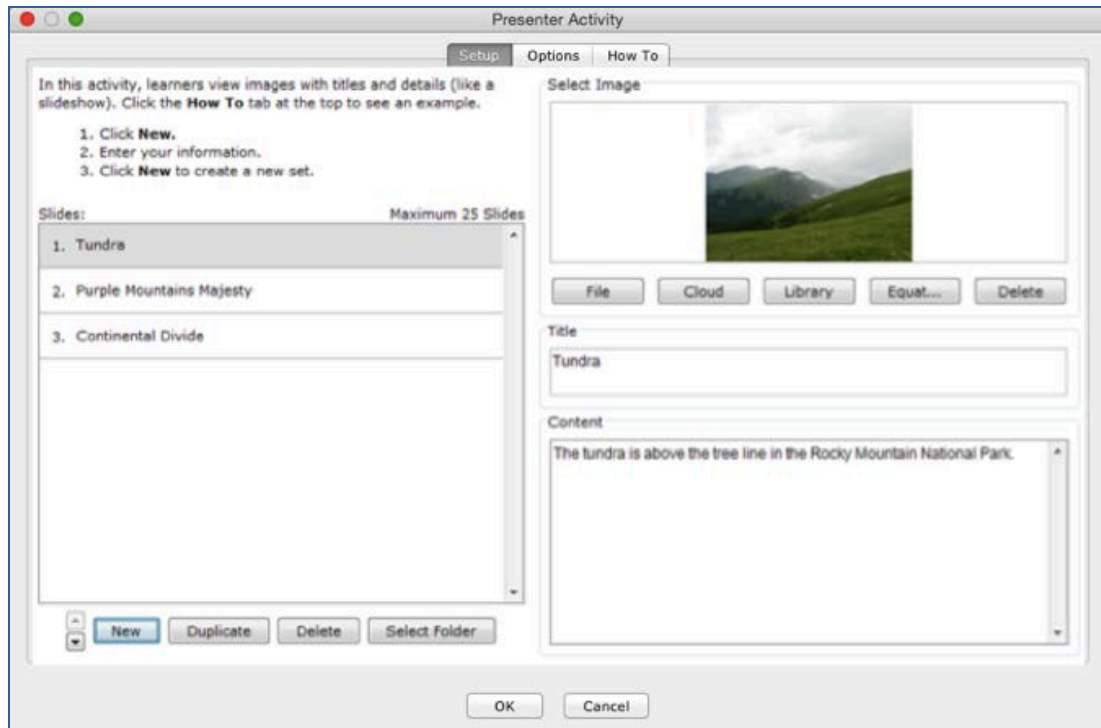 Presenter Activity
Setup
Options
How To
In this activity, learners view images with titles and details (like a
slideshow). Click the How To tab at the top to see an example.
1. Click New.
2. Enter your information.
3. Click New to create a new set.
Slides:
Maximum 25 Slides
1. Tundra
2. Purple Mountains Majesty
3. Continental Divide
New
Duplicate
Delete
Select Folder
Select Image
File
Cloud
Library
Equat...
Delete
Title
Tundra
Content
The tundra is above the tree line in the Rocky Mountain National Park.
OK
Cancel